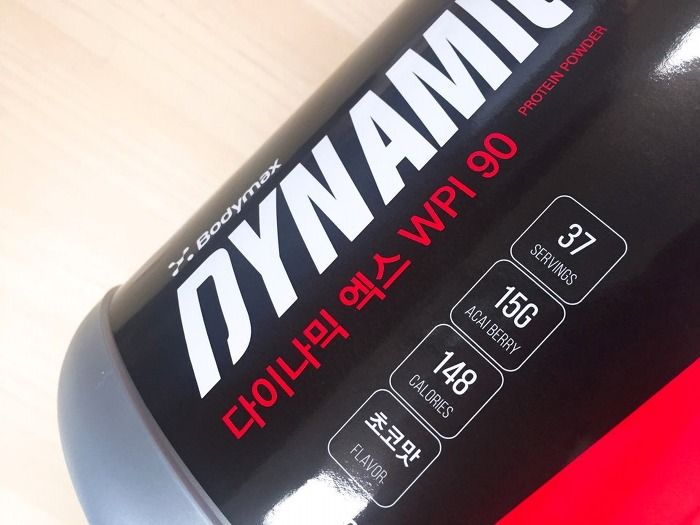 Bodymax
DYNAMIC
다이나믹 엑스 WPI 90
PROTEIN POWDER
37
SERVINGS
15G
ACAI BERRY
148
CALORIES
초코맛
FLAVOR